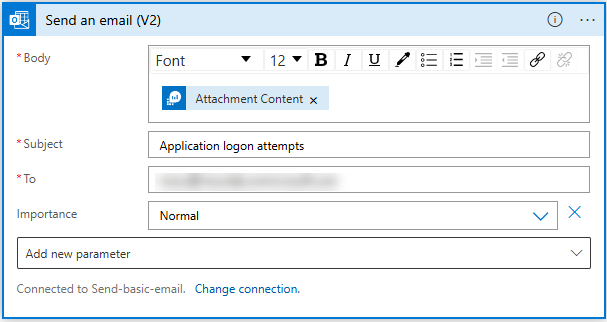 Send an email (V2)
* Body
Font 12 B I U
Attachment Content ×
* Subject Application logon attempts
* To
Importance Normal
Add new parameter
Connected to Send-basic-email. Change connection.